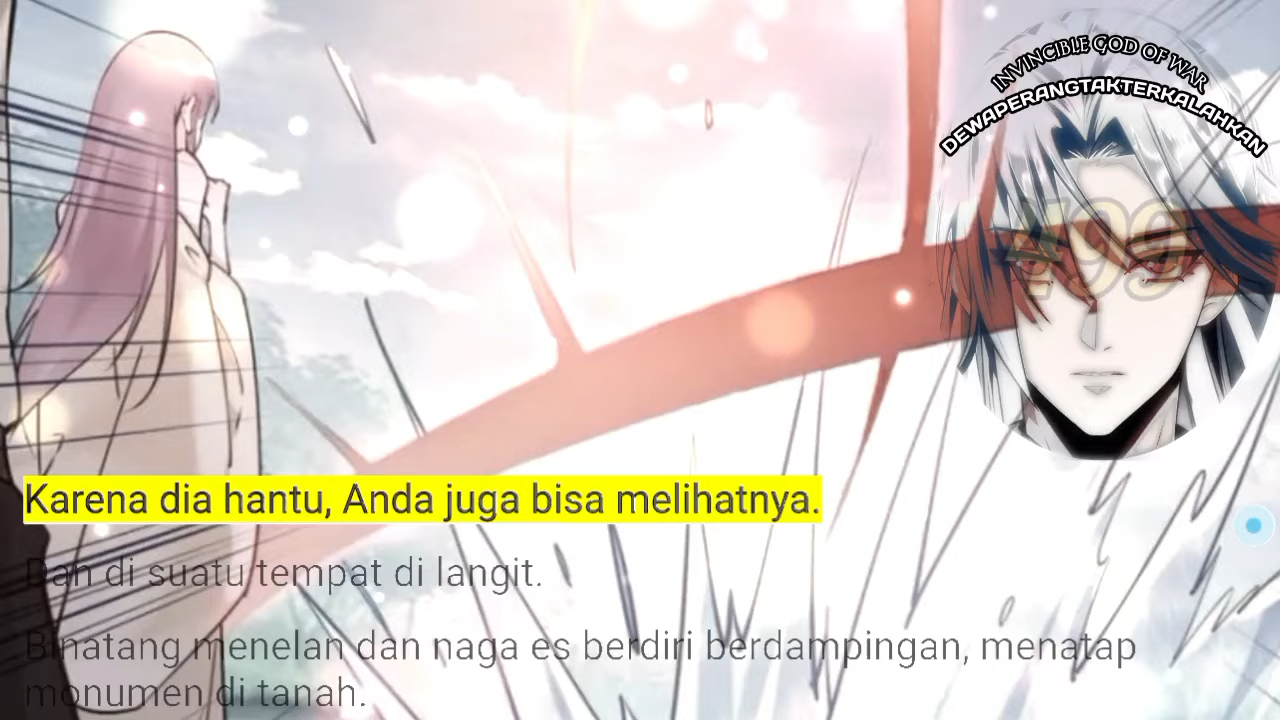 INVINCIBLE GOD OF WAR
DEWAPERANGTAKTERKALAHKAN
Karena dia hantu, Anda juga bisa melihatnya.
Dan di suatu tempat di langit.
Binatang menelan dan naga es berdiri berdampingan, menatap
monumen di tanah.